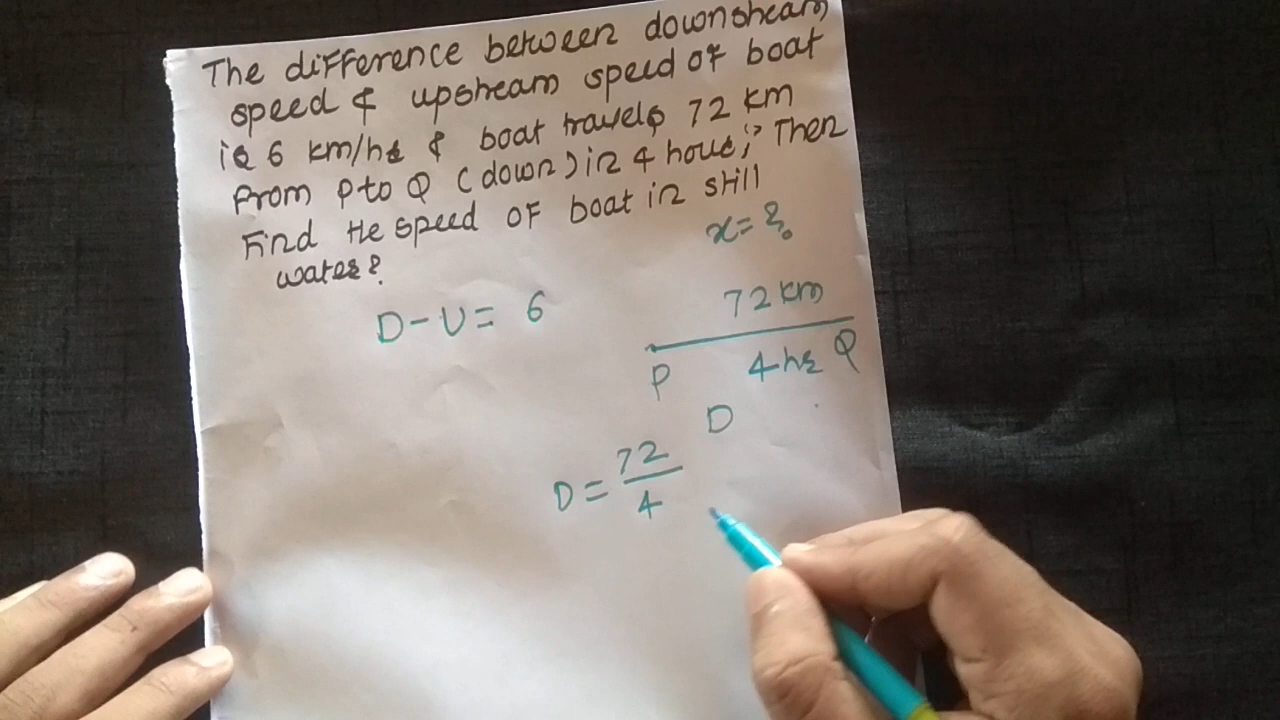 The difference between downstream
speed & upstream speed of boat
is 6 km/hr & boat travels 72 km
from P to Q (down) in 4 hour; Then
Find the speed of boat in still
water?
x = ?
D - U = 6
72 km
P 4 hr Q
D
D = 72/4